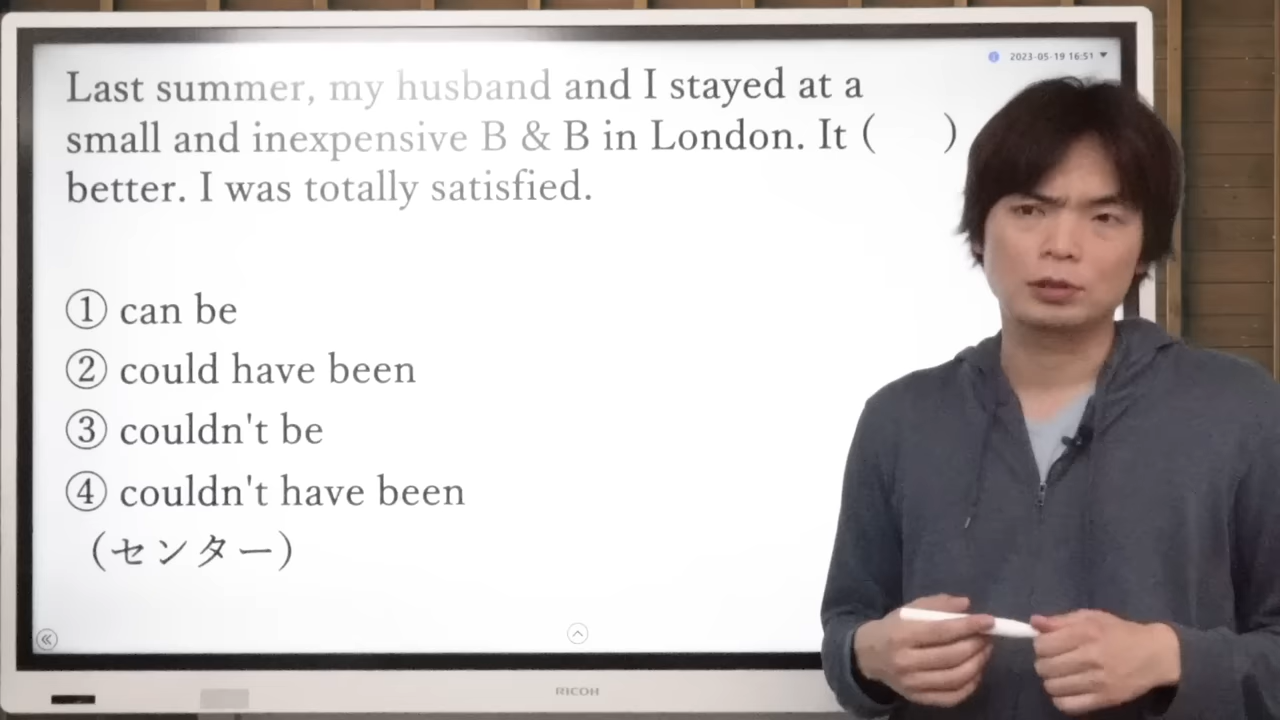 2023-05-19 16:51
Last summer, my husband and I stayed at a
small and inexpensive B & B in London. It (     )
better. I was totally satisfied.
① can be
② could have been
③ couldn't be
④ couldn't have been
(センター)
RICOH